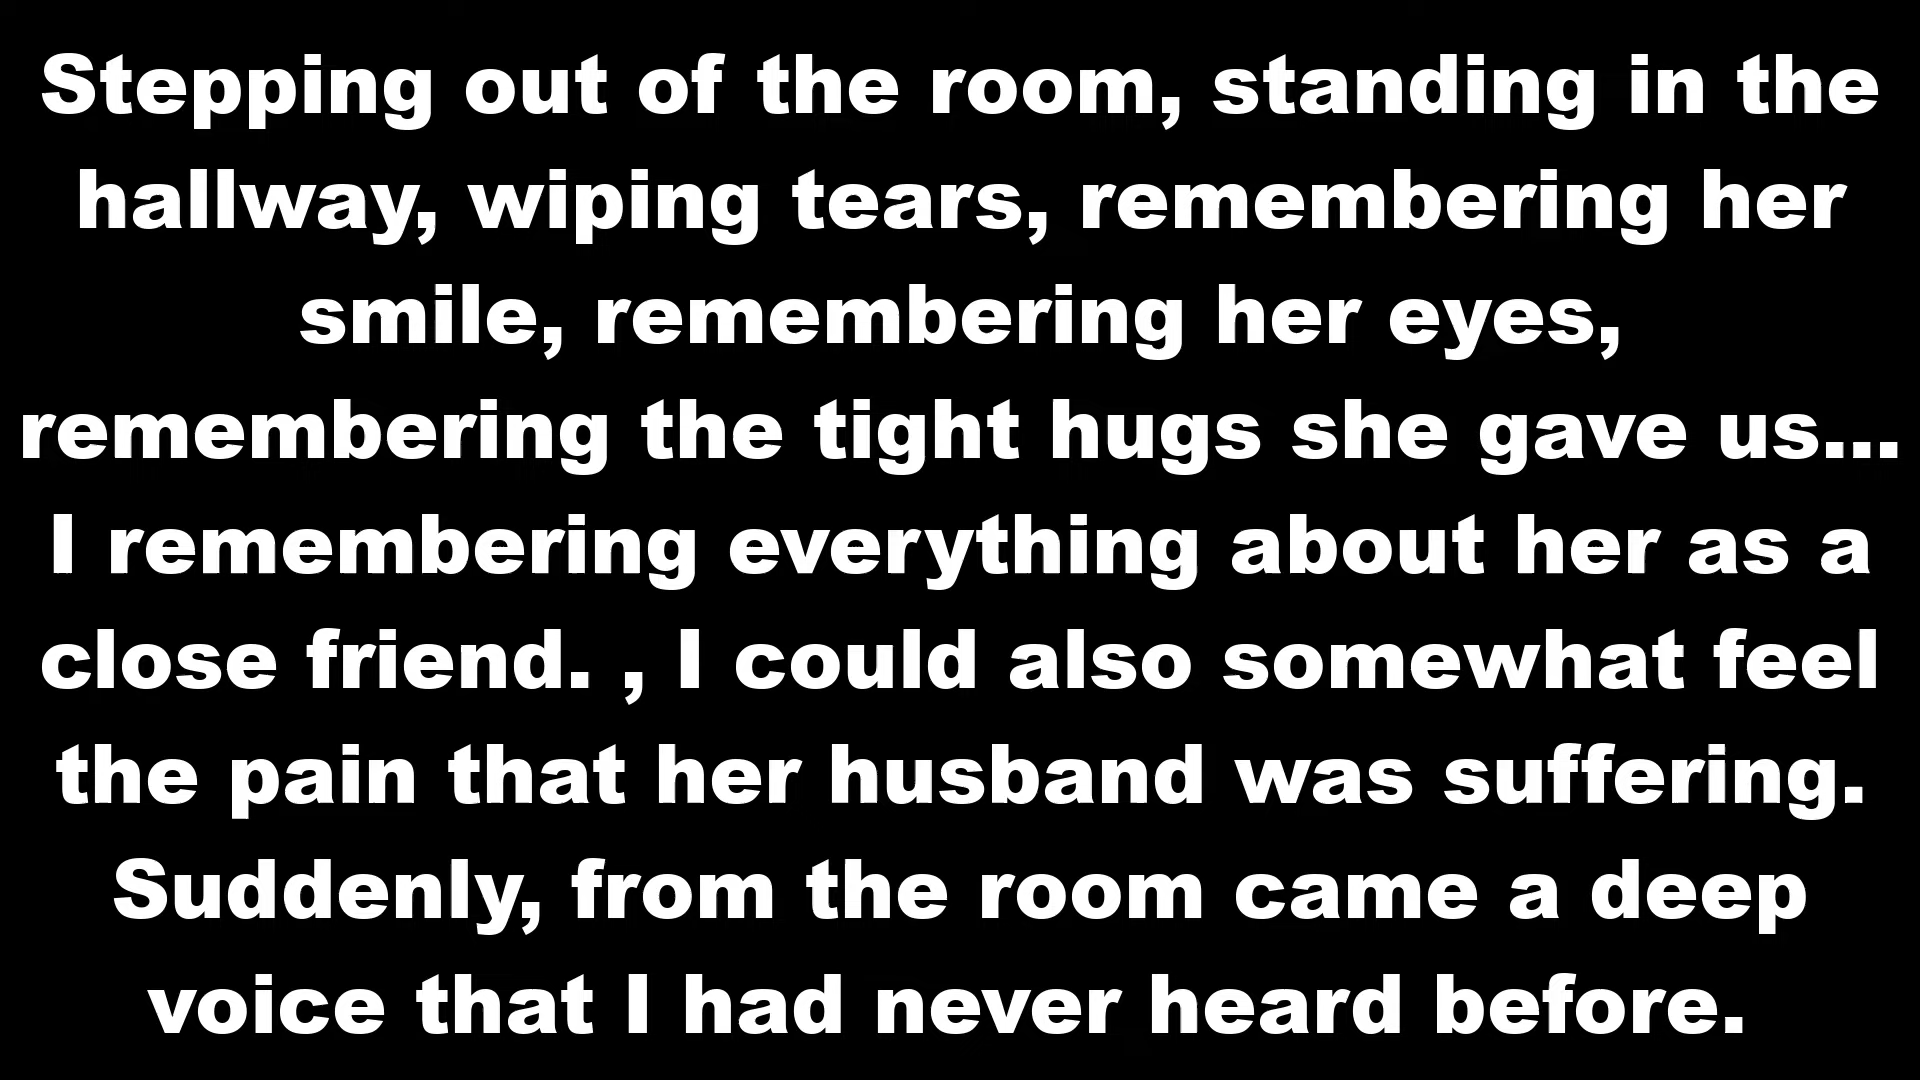 Stepping out of the room, standing in the
hallway, wiping tears, remembering her
smile, remembering her eyes,
remembering the tight hugs she gave us...
I remembering everything about her as a
close friend. , I could also somewhat feel
the pain that her husband was suffering.
Suddenly, from the room came a deep
voice that I had never heard before.